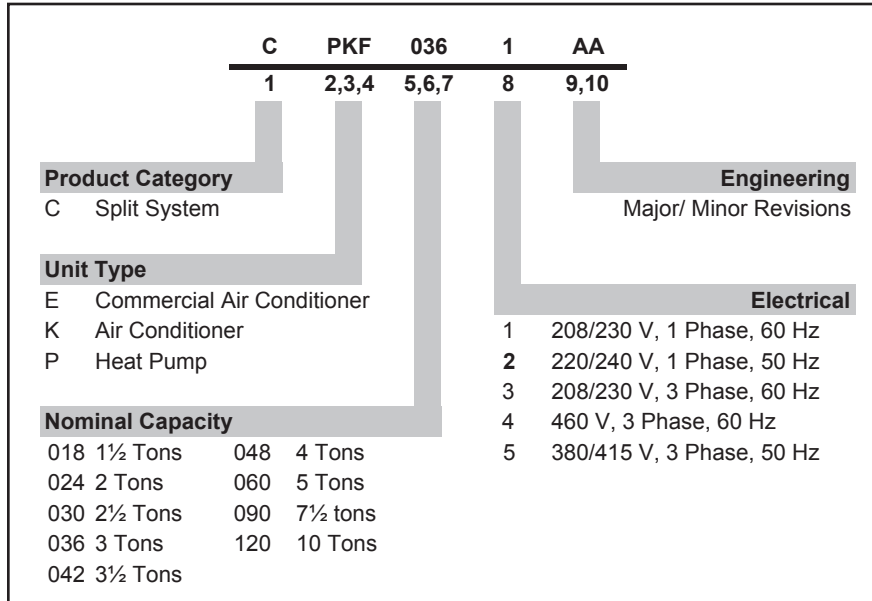 C PKF 036 1 AA
1 2,3,4 5,6,7 8 9,10
Product Category
C Split System
Engineering
Major/ Minor Revisions
Unit Type
E Commercial Air Conditioner
K Air Conditioner
P Heat Pump
Electrical
1 208/230 V, 1 Phase, 60 Hz
2 220/240 V, 1 Phase, 50 Hz
3 208/230 V, 3 Phase, 60 Hz
4 460 V, 3 Phase, 60 Hz
5 380/415 V, 3 Phase, 50 Hz
Nominal Capacity
018 1½ Tons 048 4 Tons
024 2 Tons 060 5 Tons
030 2½ Tons 090 7½ tons
036 3 Tons 120 10 Tons
042 3½ Tons